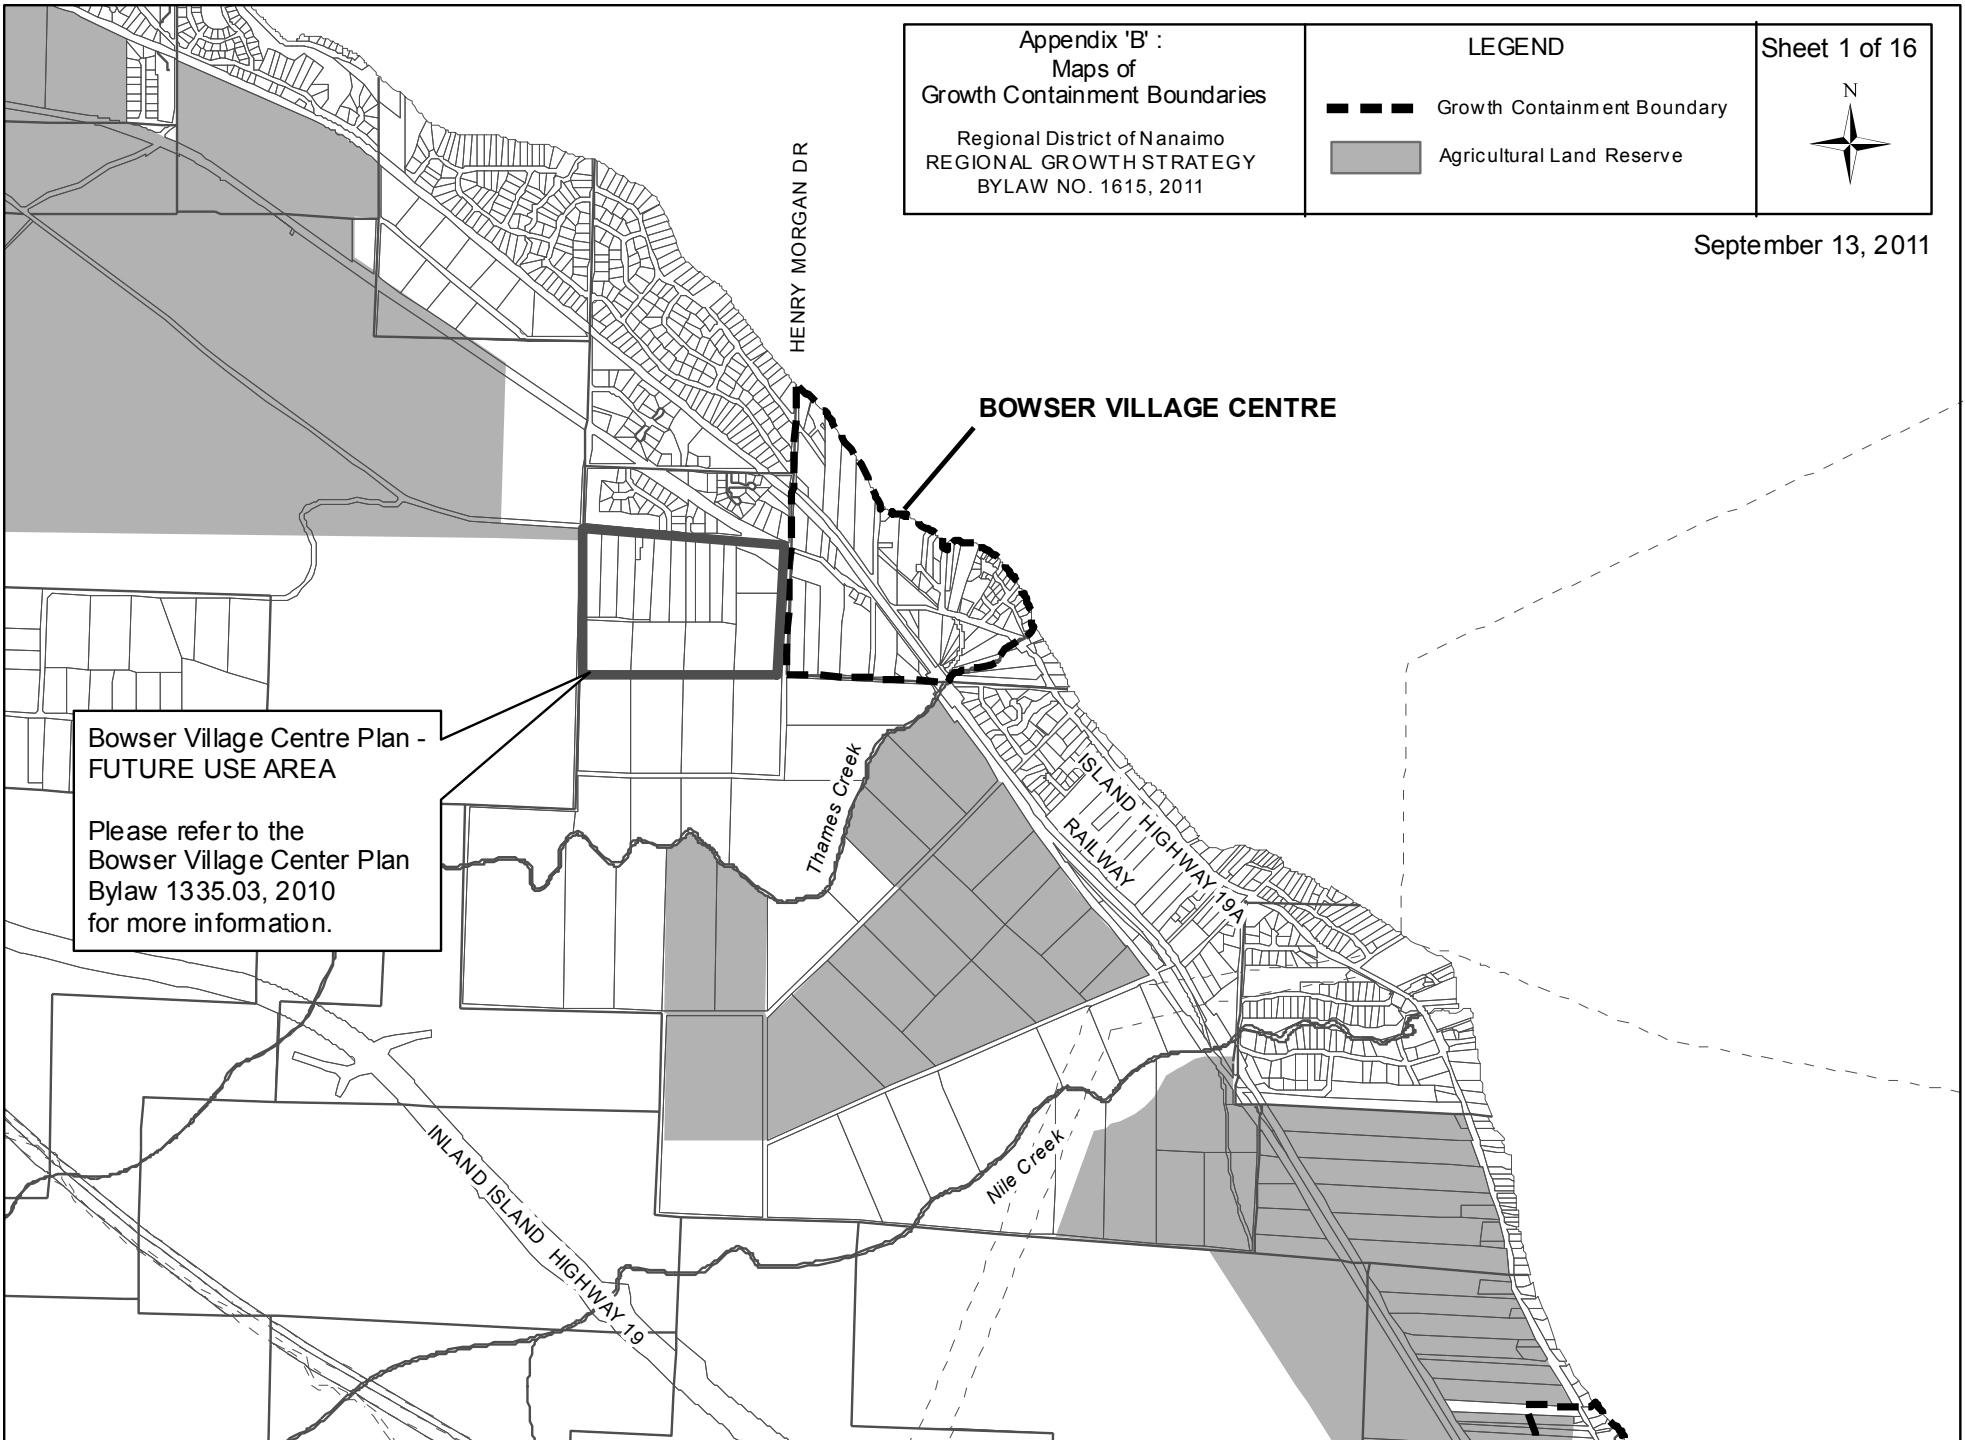 Appendix 'B' :
Maps of
Growth Containment Boundaries
Regional District of Nanaimo
REGIONAL GROWTH STRATEGY
BYLAW NO. 1615, 2011
LEGEND
Growth Containment Boundary
Agricultural Land Reserve
Sheet 1 of 16
N
September 13, 2011
HENRY MORGAN DR
BOWSER VILLAGE CENTRE
Bowser Village Centre Plan -
FUTURE USE AREA
Please refer to the
Bowser Village Center Plan
Bylaw 1335.03, 2010
for more information.
Thames Creek
ISLAND HIGHWAY 19A
RAILWAY
Nile Creek
INLAND ISLAND HIGHWAY 19